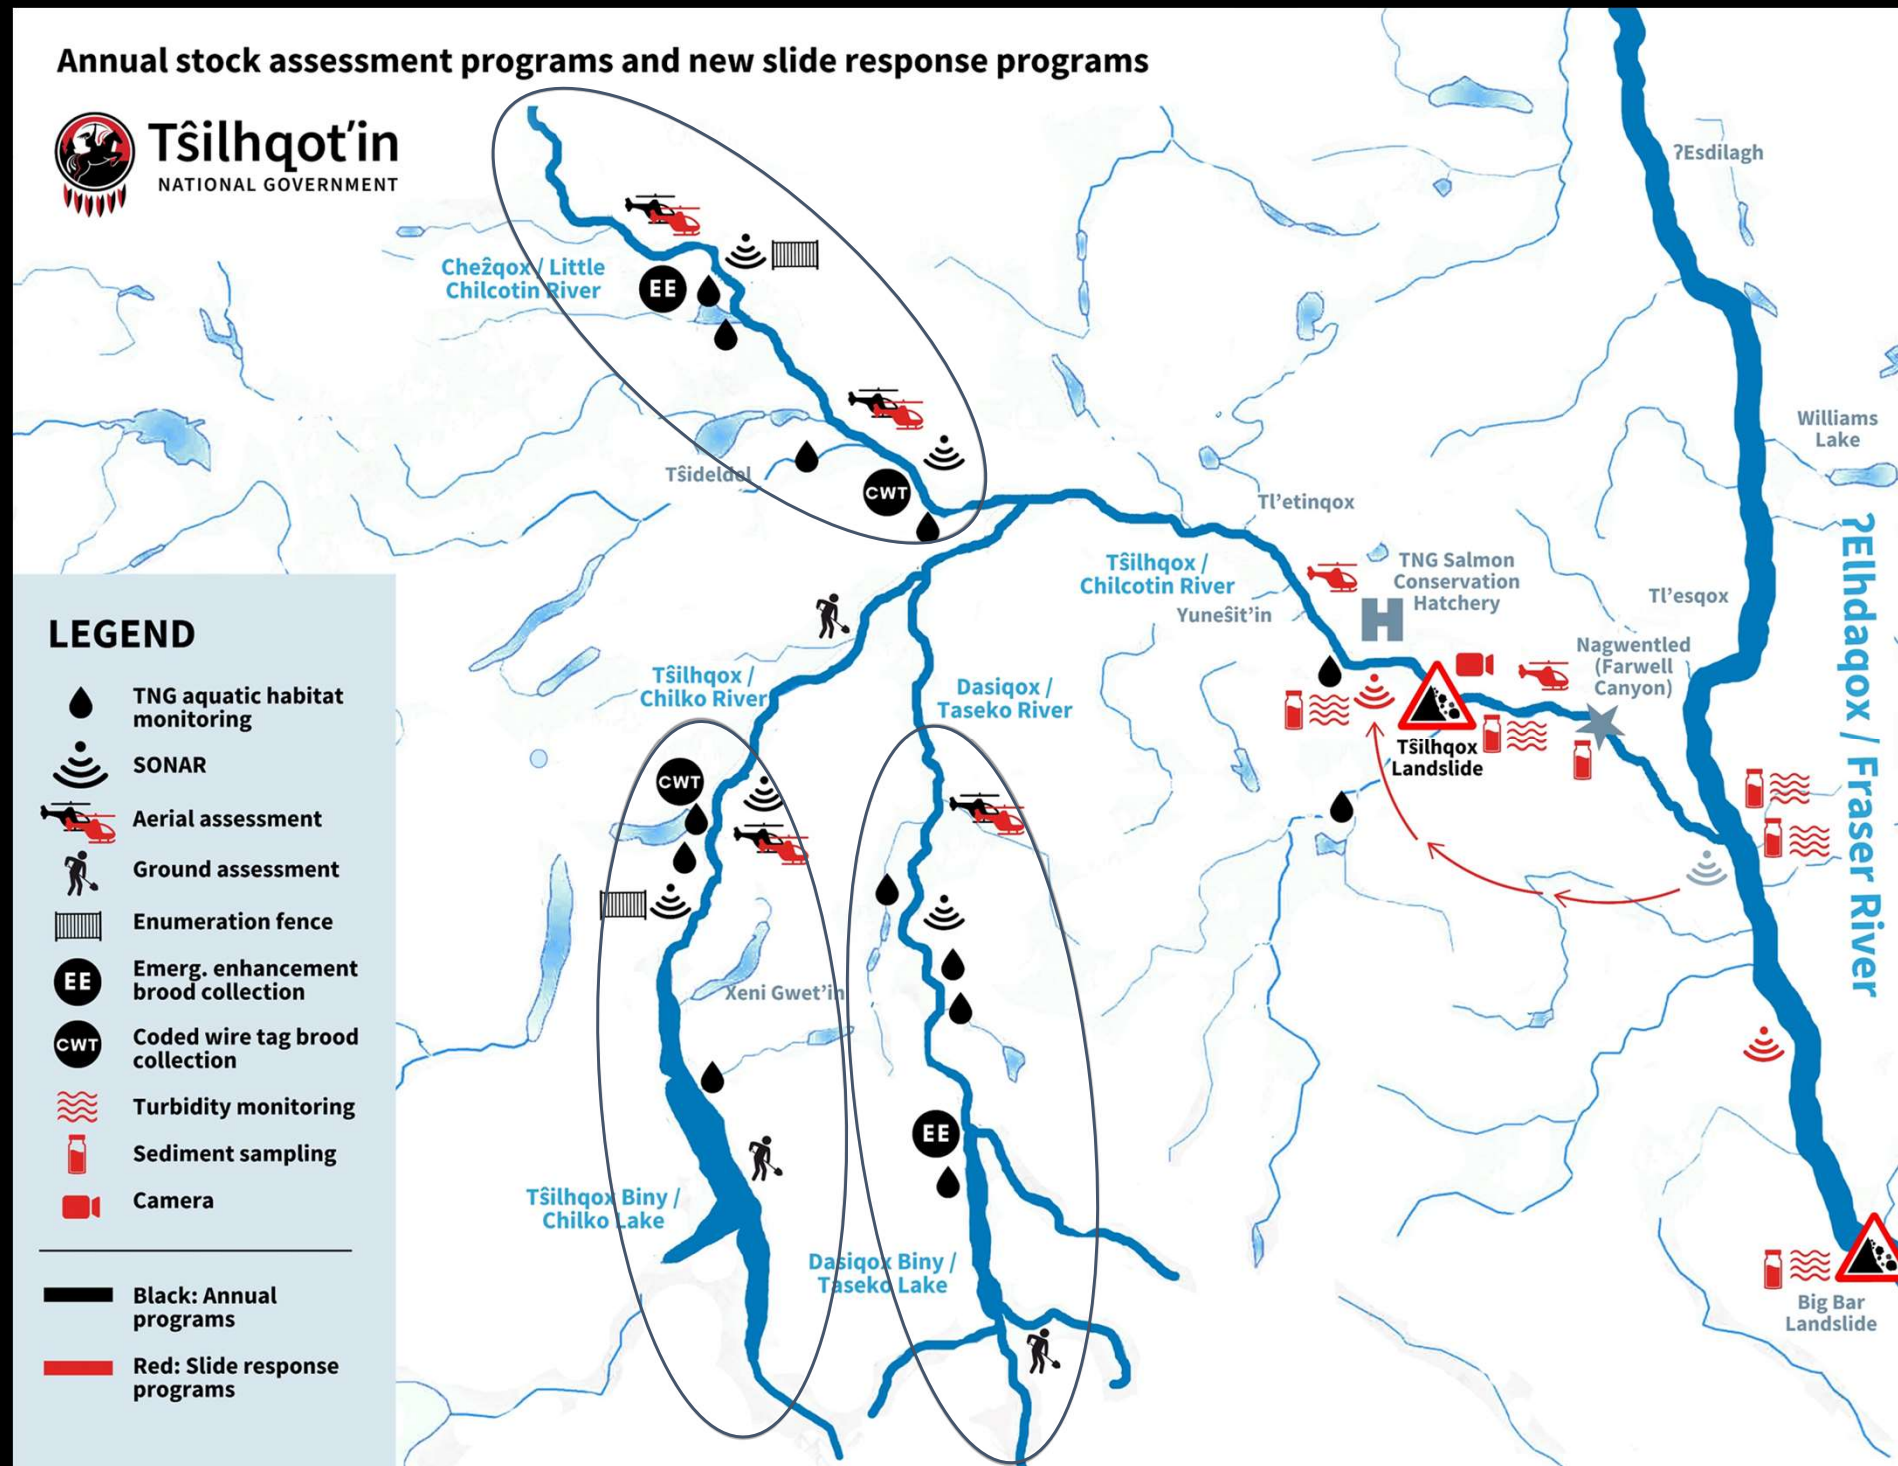 Annual stock assessment programs and new slide response programs
Tŝilhqot'in
NATIONAL GOVERNMENT
ʔEsdilagh
Cheẑqox / Little
Chilcotin River
EE
Williams
Lake
Tŝideldel
CWT
Tl'etinqox
Tŝilhqox /
Chilcotin River
Yuneŝit'in
TNG Salmon
Conservation
Hatchery
H
Tl'esqox
Nagwentled
(Farwell
Canyon)
ʔElhdaqox / Fraser River
Tŝilhqox /
Chilko River
Dasiqox /
Taseko River
Tŝilhqox
Landslide
CWT
Xeni Gwet'in
EE
Tŝilhqox Biny /
Chilko Lake
Dasiqox Biny /
Taseko Lake
Big Bar
Landslide
LEGEND
TNG aquatic habitat
monitoring
SONAR
Aerial assessment
Ground assessment
Enumeration fence
EE
Emerg. enhancement
brood collection
CWT
Coded wire tag brood
collection
Turbidity monitoring
Sediment sampling
Camera
Black: Annual
programs
Red: Slide response
programs